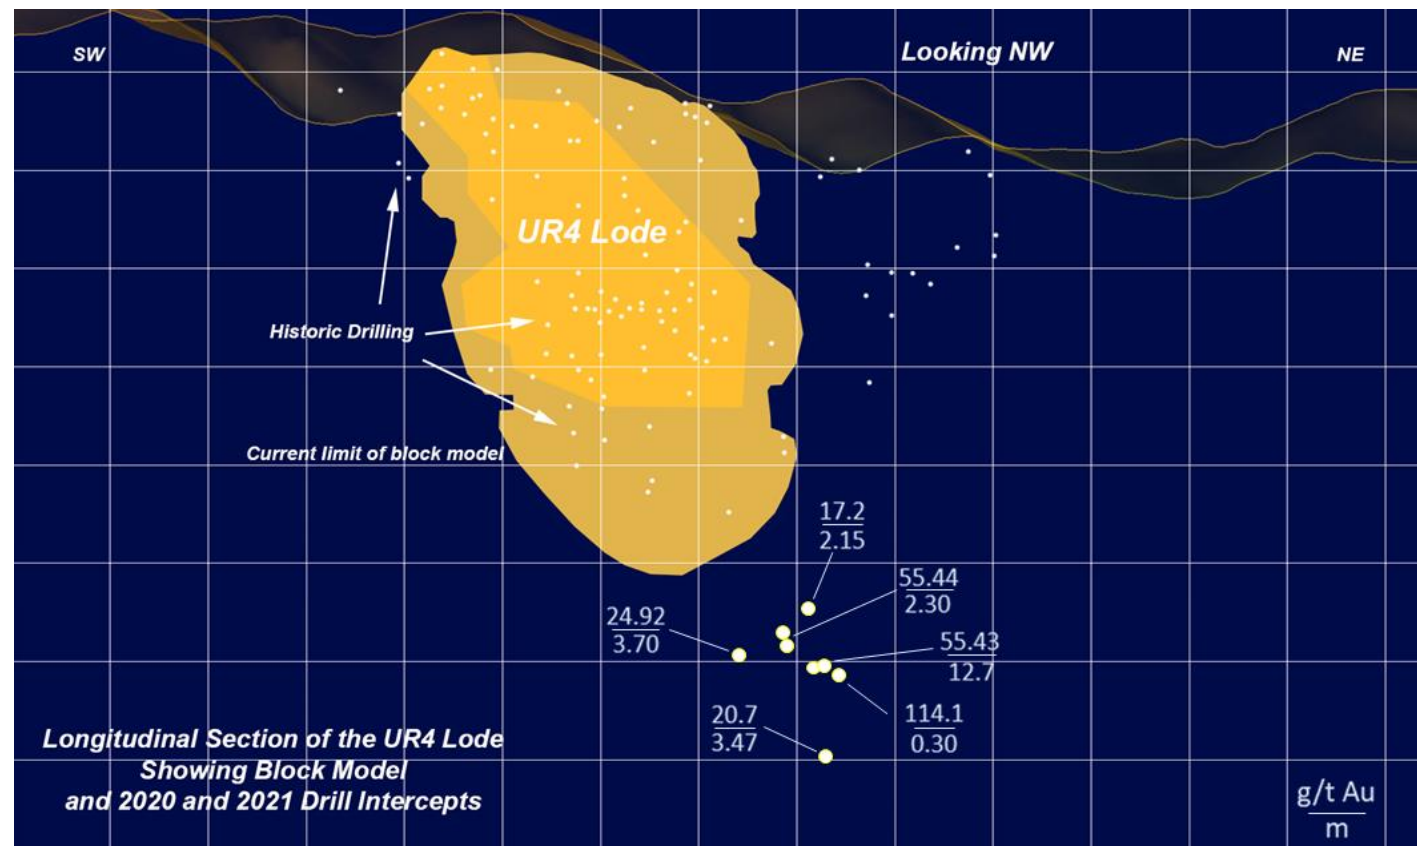 SW
Looking NW
NE
UR4 Lode
Historic Drilling
Current limit of block model
17.2
2.15
55.44
2.30
24.92
3.70
55.43
12.7
20.7
3.47
114.1
0.30
Longitudinal Section of the UR4 Lode
Showing Block Model
and 2020 and 2021 Drill Intercepts
g/t Au
m